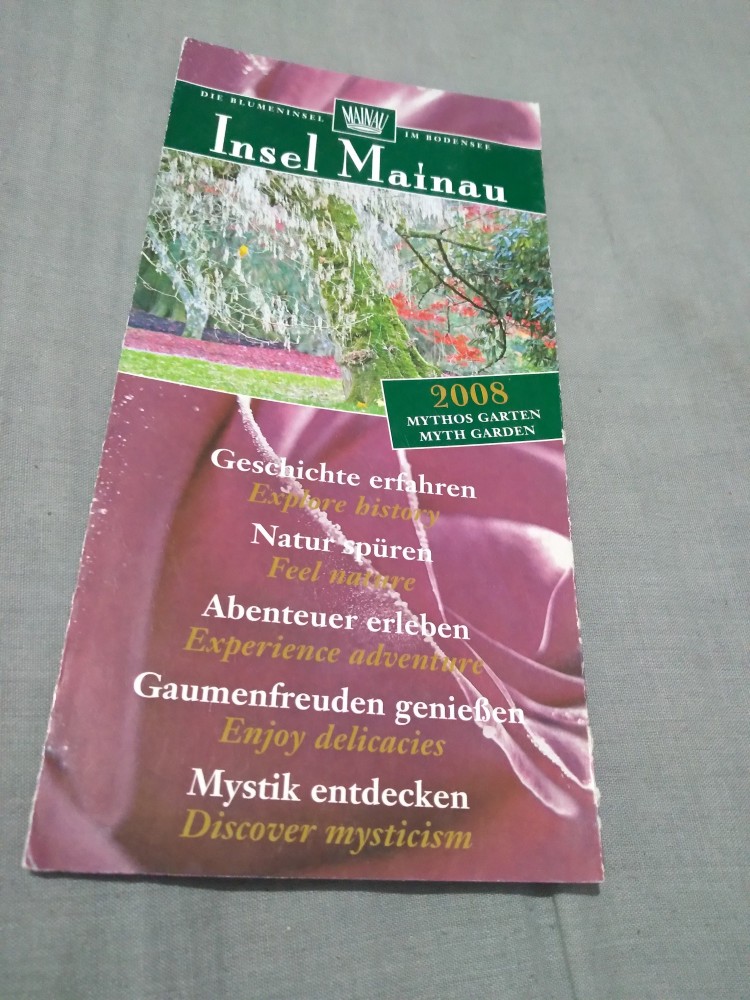 DIE BLUMENINSEL
MAINAU
IM BODENSEE
Insel Mainau
2008
MYTHOS GARTEN
MYTH GARDEN
Geschichte erfahren
Explore history
Natur spüren
Feel nature
Abenteuer erleben
Experience adventure
Gaumenfreuden genießen
Enjoy delicacies
Mystik entdecken
Discover mysticism